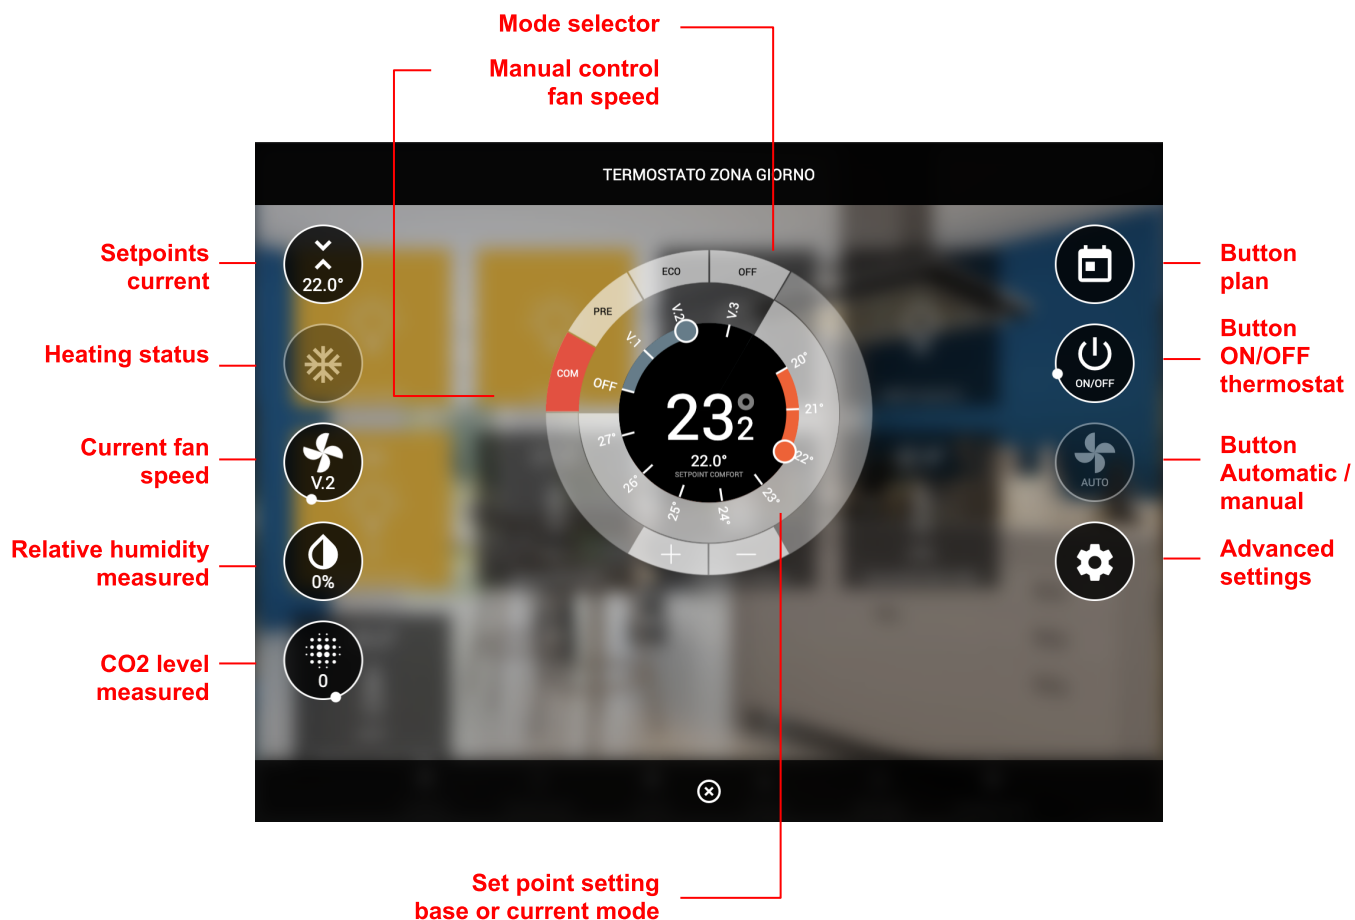 Mode selector
Manual control
fan speed
TERMOSTATO ZONA GIORNO
Setpoints
current
22.0°
Heating status
Current fan
speed
V.2
Relative humidity
measured
0%
CO2 level
measured
0
OFF
ECO
PRE
COM
OFF
V.1
V.2
V.3
20°
21°
22°
23°
24°
25°
26°
27°
23°2
22.0°
SETPOINT COMFORT
+
−
Button
plan
Button
ON/OFF
thermostat
ON/OFF
Button
Automatic /
manual
AUTO
Advanced
settings
Set point setting
base or current mode